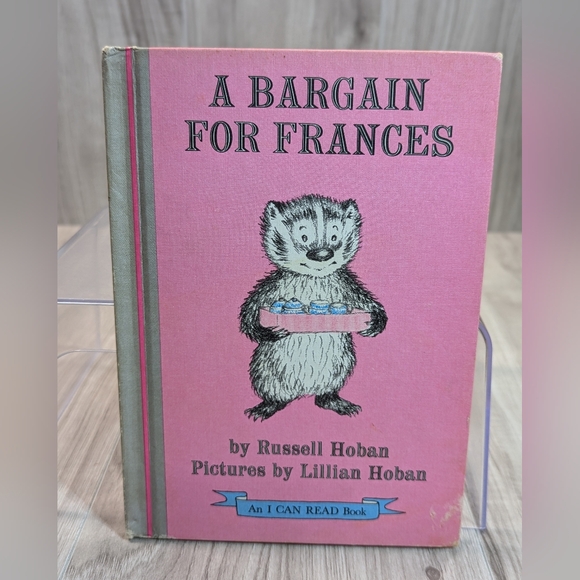 A BARGAIN
FOR FRANCES
by Russell Hoban
Pictures by Lillian Hoban
An I CAN READ Book